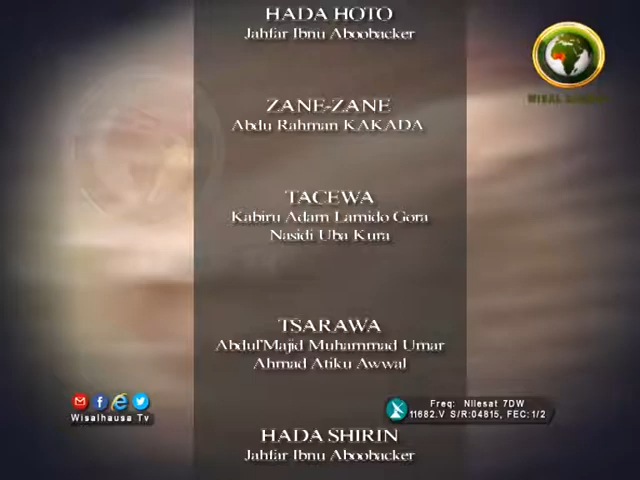 HADA HOTO
Jahfar Ibnu Aboobacker
WISAL HAUSA
ZANE-ZANE
Abdu Rahman KAKADA
TACEWA
Kabiru Adam Lamido Gora
Nasidi Uba Kura
TSARAWA
Abdul'Majid Muhammad Umar
Ahmad Atiku Awwal
Wisalhausa Tv
Freq: Nilesat 7DW
11682.V S/R:04815, FEC:1/2
HADA SHIRIN
Jahfar Ibnu Aboobacker